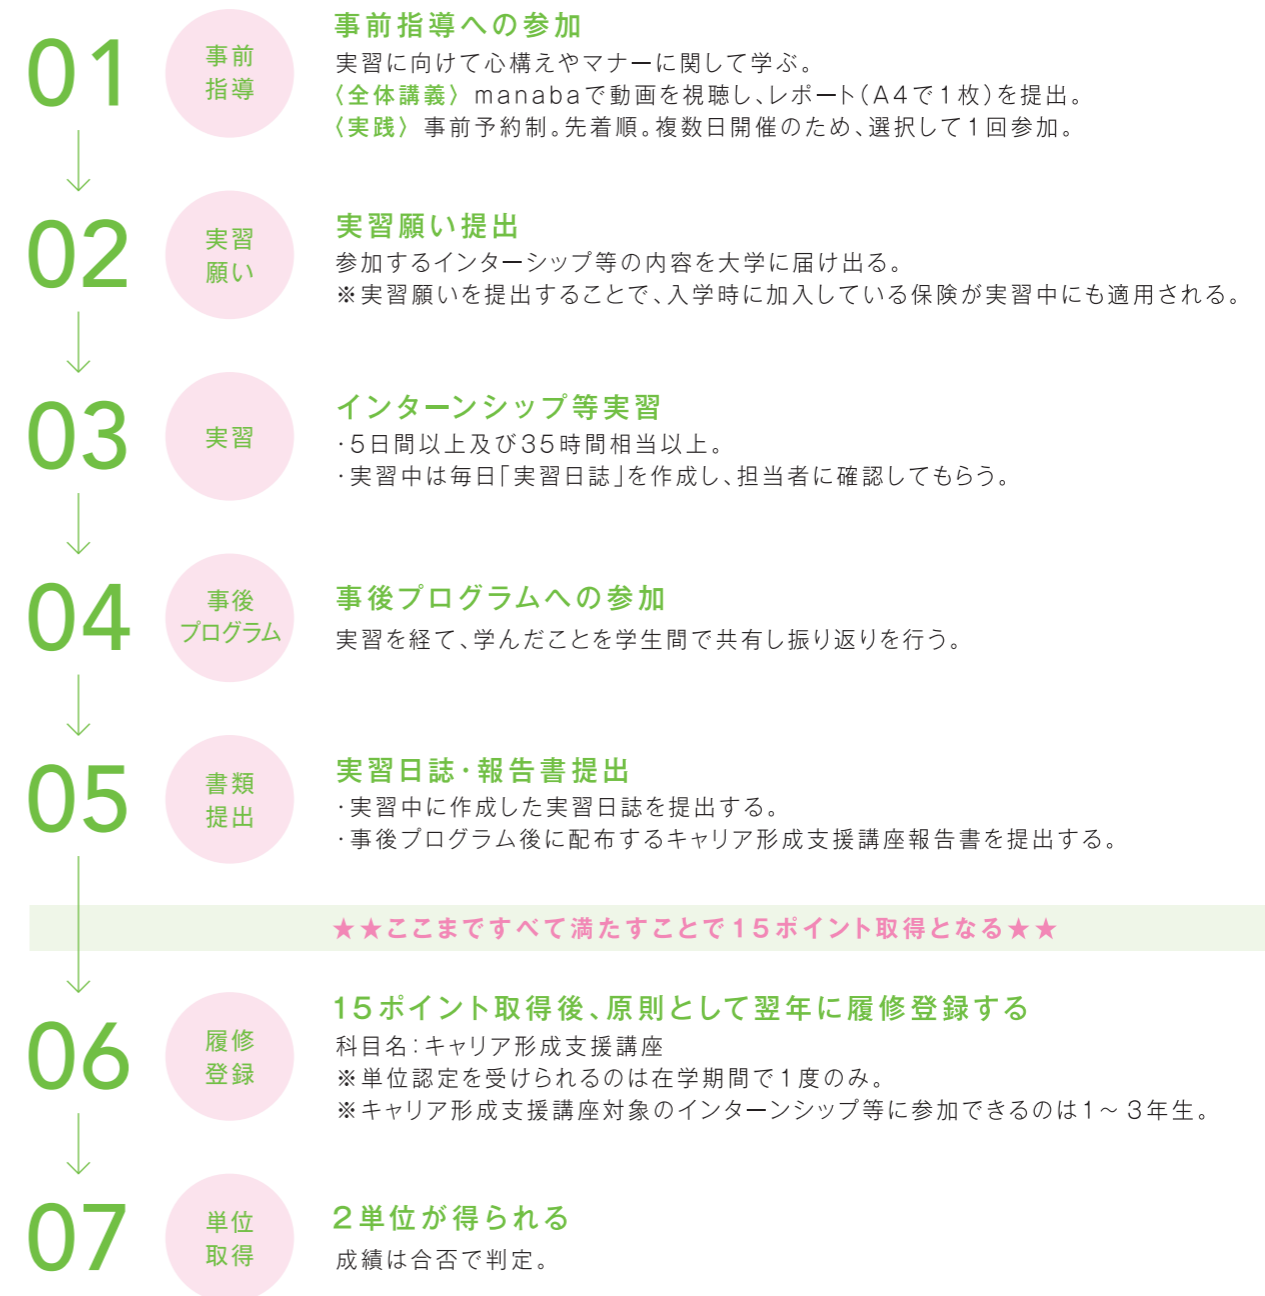 01
事前
指導
事前指導への参加
実習に向けて心構えやマナーに関して学ぶ。
〈全体講義〉manabaで動画を視聴し、レポート(A4で1枚)を提出。
〈実践〉事前予約制。先着順。複数日開催のため、選択して1回参加。
02
実習
願い
実習願い提出
参加するインターシップ等の内容を大学に届け出る。
※実習願いを提出することで、入学時に加入している保険が実習中にも適用される。
03
実習
インターンシップ等実習
・5日間以上及び35時間相当以上。
・実習中は毎日「実習日誌」を作成し、担当者に確認してもらう。
04
事後
プログラム
事後プログラムへの参加
実習を経て、学んだことを学生間で共有し振り返りを行う。
05
書類
提出
実習日誌・報告書提出
・実習中に作成した実習日誌を提出する。
・事後プログラム後に配布するキャリア形成支援講座報告書を提出する。
★★ここまですべて満たすことで15ポイント取得となる★★
06
履修
登録
15ポイント取得後、原則として翌年に履修登録する
科目名：キャリア形成支援講座
※単位認定を受けられるのは在学期間で1度のみ。
※キャリア形成支援講座対象のインターンシップ等に参加できるのは1～3年生。
07
単位
取得
2単位が得られる
成績は合否で判定。